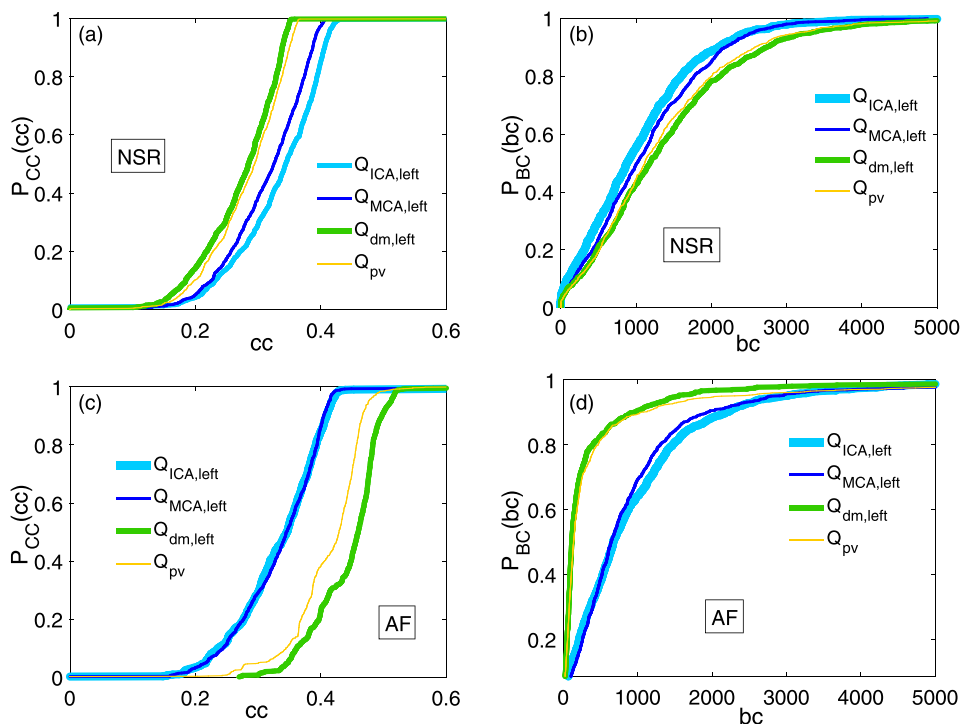 (a)
1
0.8
0.6
0.4
0.2
0
P_CC(cc)
NSR
Q_ICA,left
Q_MCA,left
Q_dm,left
Q_pv
0 0.2 0.4 0.6
cc
(b)
1
0.8
0.6
0.4
0.2
0
P_BC(bc)
Q_ICA,left
Q_MCA,left
Q_dm,left
Q_pv
NSR
0 1000 2000 3000 4000 5000
bc
(c)
1
0.8
0.6
0.4
0.2
0
P_CC(cc)
Q_ICA,left
Q_MCA,left
Q_dm,left
Q_pv
AF
0 0.2 0.4 0.6
cc
(d)
1
0.8
0.6
0.4
0.2
P_BC(bc)
Q_ICA,left
Q_MCA,left
Q_dm,left
Q_pv
AF
0 1000 2000 3000 4000 5000
bc